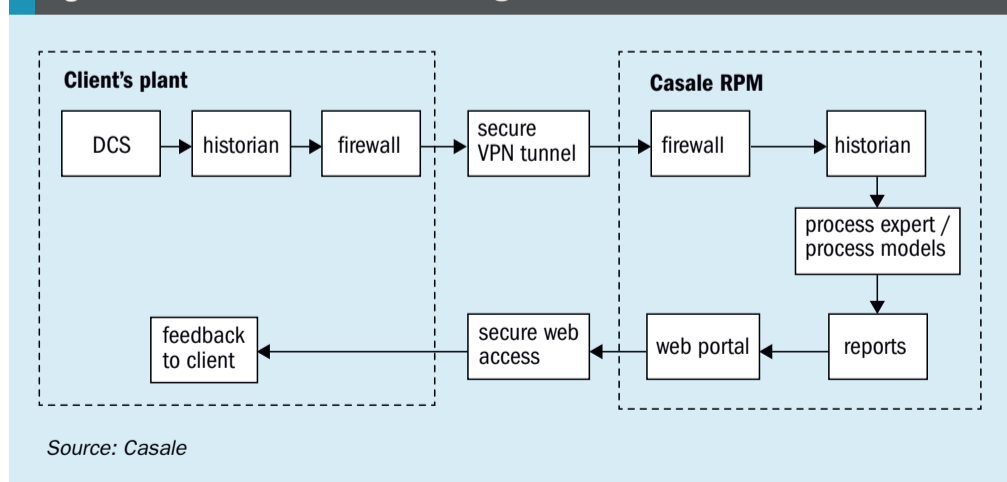 Client's plant
Casale RPM
DCS
historian
firewall
secure
VPN tunnel
firewall
historian
process expert /
process models
feedback
to client
secure web
access
web portal
reports
Source: Casale